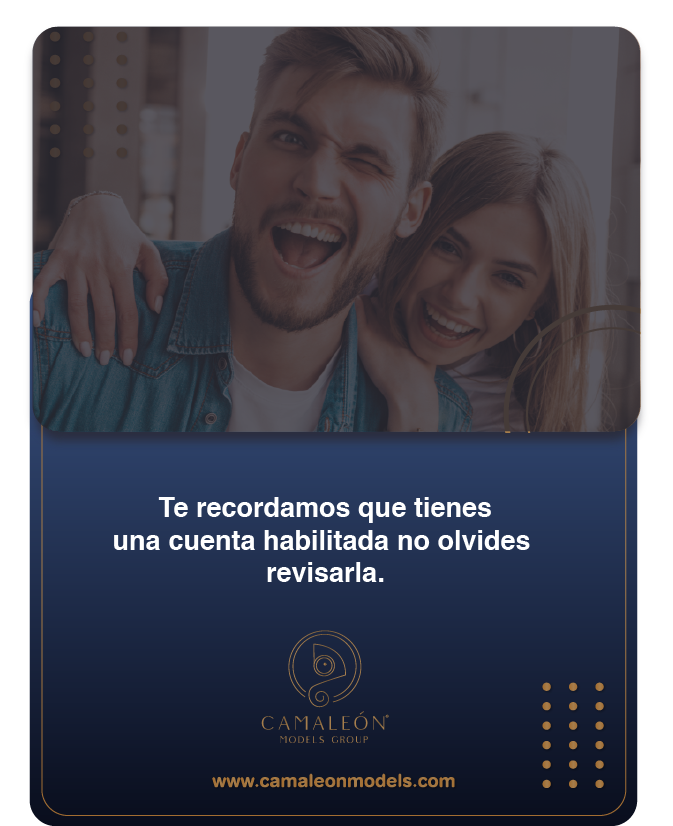 Te recordamos que tienes
una cuenta habilitada no olvides
revisarla.
CAMALEÓN®
MODELS GROUP
www.camaleonmodels.com